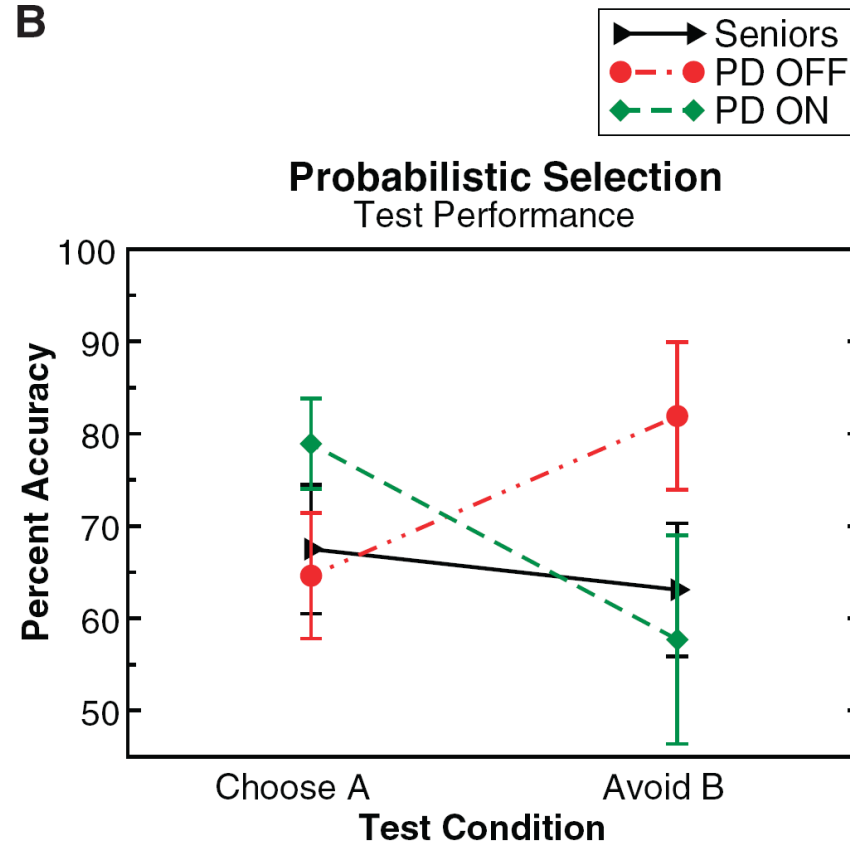 B
Seniors
PD OFF
PD ON
Probabilistic Selection
Test Performance
100
90
80
70
60
50
Percent Accuracy
Choose A
Avoid B
Test Condition